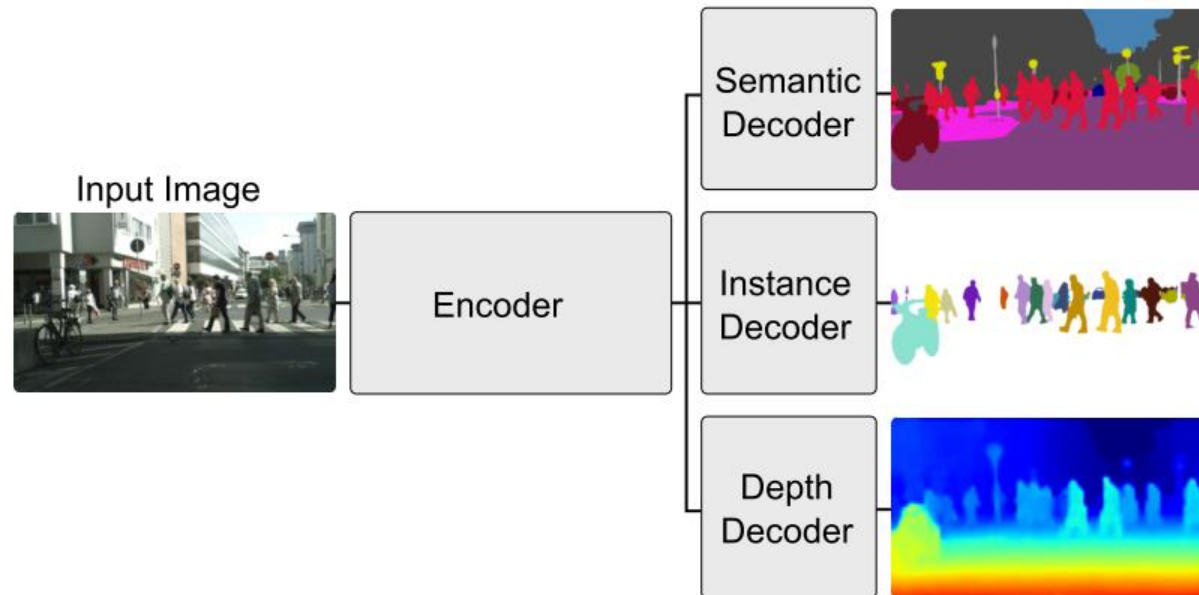 Input Image
Encoder
Semantic
Decoder
Instance
Decoder
Depth
Decoder